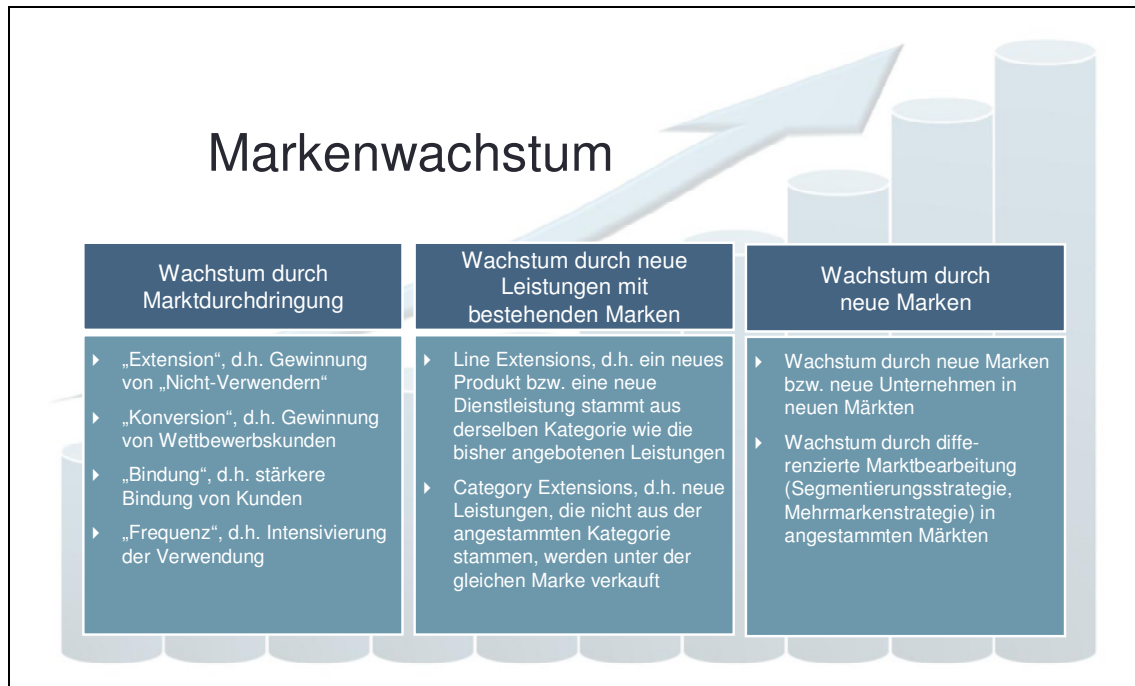 Markenwachstum
Wachstum durch
Marktdurchdringung
„Extension“, d.h. Gewinnung
von „Nicht-Verwendern“
„Konversion“, d.h. Gewinnung
von Wettbewerbskunden
„Bindung“, d.h. stärkere
Bindung von Kunden
„Frequenz“, d.h. Intensivierung
der Verwendung
Wachstum durch neue
Leistungen mit
bestehenden Marken
Line Extensions, d.h. ein neues
Produkt bzw. eine neue
Dienstleistung stammt aus
derselben Kategorie wie die
bisher angebotenen Leistungen
Category Extensions, d.h. neue
Leistungen, die nicht aus der
angestammten Kategorie
stammen, werden unter der
gleichen Marke verkauft
Wachstum durch
neue Marken
Wachstum durch neue Marken
bzw. neue Unternehmen in
neuen Märkten
Wachstum durch diffe-
renzierte Marktbearbeitung
(Segmentierungsstrategie,
Mehrmarkenstrategie) in
angestammten Märkten